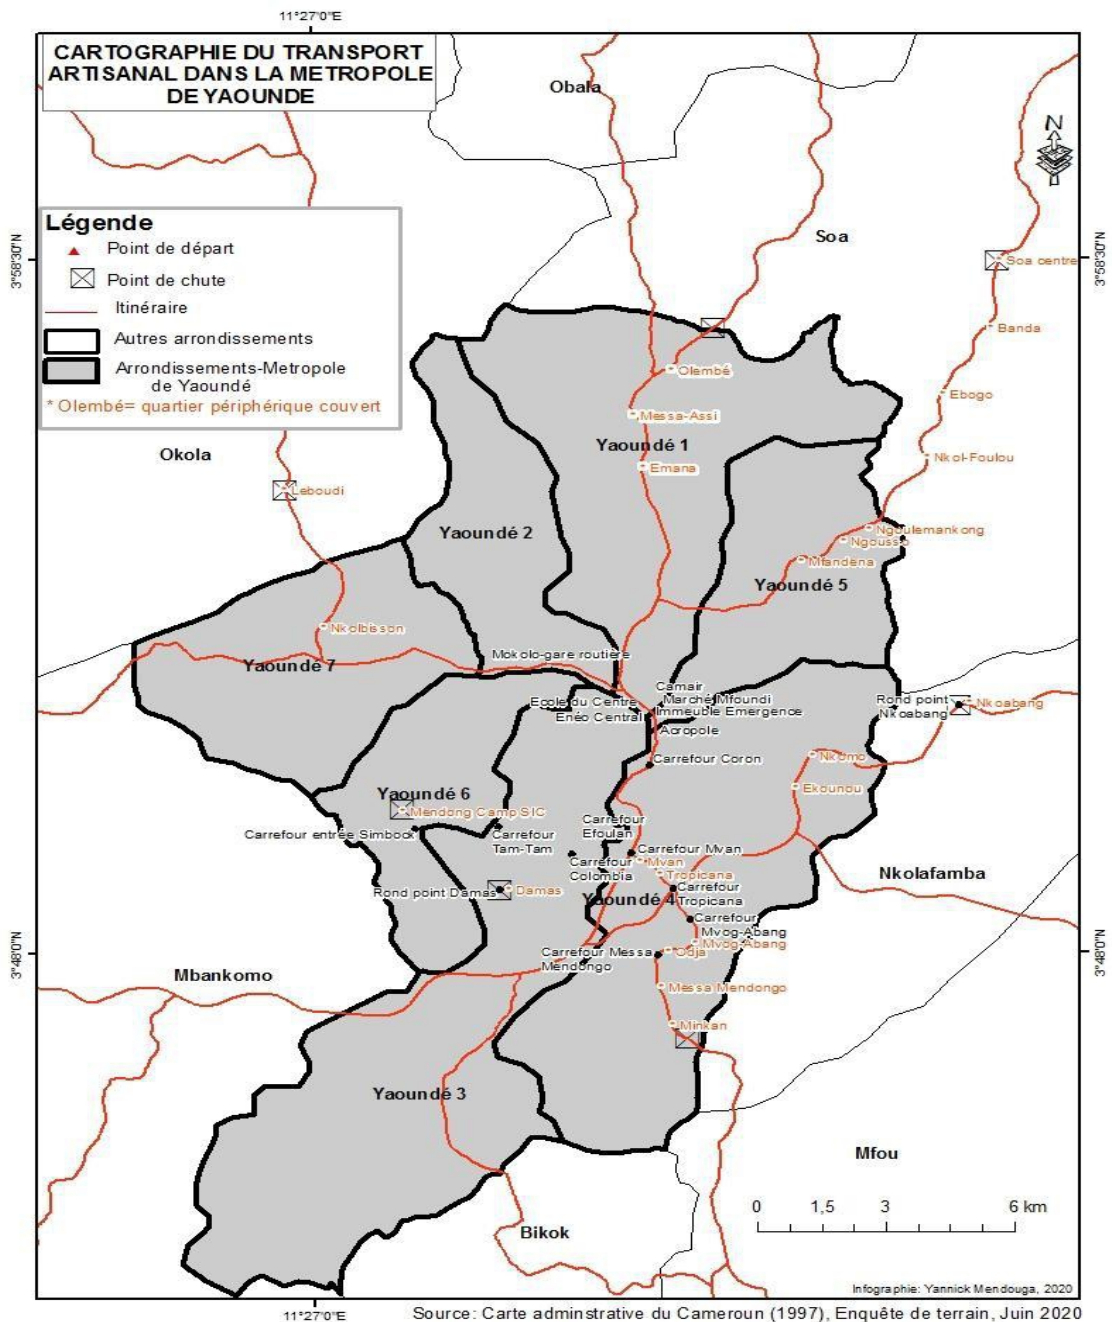 11°27'0"E
CARTOGRAPHIE DU TRANSPORT
ARTISANAL DANS LA METROPOLE
DE YAOUNDE
Obala
N
Soa
3°58'30"N
3°58'30"N
Légende
Point de départ
Point de chute
Itinéraire
Autres arrondissements
Arrondissements-Metropole
de Yaoundé
* Olembé= quartier périphérique couvert
Soa centre
Banda
Olembé
Ebogo
Messa-Assi
Yaoundé 1
Okola
Nkol-Foulou
Emana
Leboudi
Yaoundé 2
Ngoulemankong
Ngousso
Mfandena
Yaoundé 5
Nkolbisson
Mokolo-gare routière
Yaoundé 7
Camair
Ecole du Centre
Marché Mfoundi
Rond point
Nkoabang
Nkoabang
Enéo Central
Immeuble Emergence
Acropole
Carrefour Coron
Nkomo
Ekounou
Yaoundé 6
Mendong Camp SIC
Carrefour entrée Simbock
Carrefour
Tam-Tam
Carrefour
Efoulan
Carrefour Mvan
Mvan
Carrefour
Colombia
Tropicana
Nkolafamba
Rond point Damas
Damas
Yaoundé 4
Carrefour
Tropicana
Carrefour
Mvog-Abang
Mvog-Abang
Carrefour Messa
Mendongo
Odja
3°48'0"N
3°48'0"N
Mbankomo
Messa Mendongo
Minkan
Yaoundé 3
Mfou
0 1,5 3 6 km
Bikok
Infographie: Yannick Mendouga, 2020
11°27'0"E
Source: Carte adminstrative du Cameroun (1997), Enquête de terrain, Juin 2020